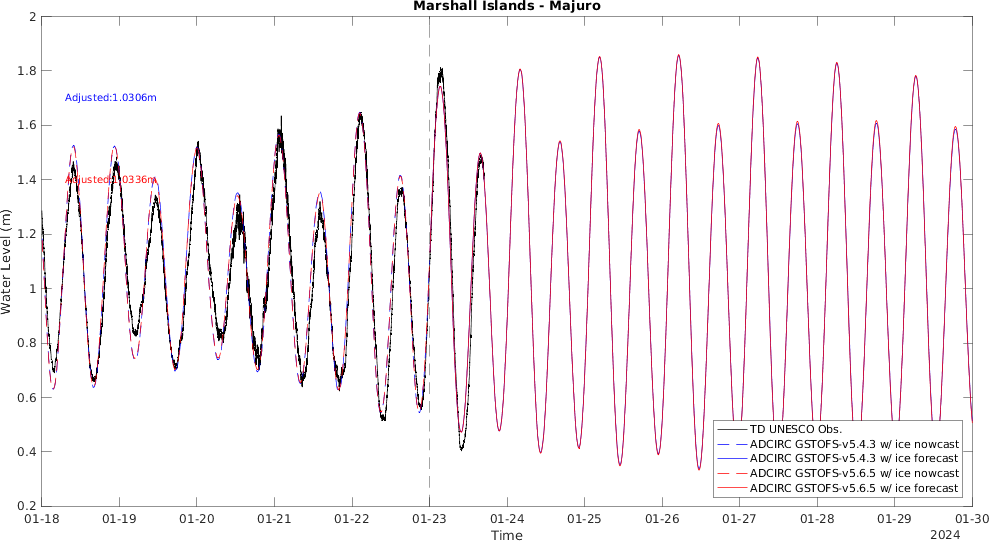 Marshall Islands - Majuro
2
1.8
1.6
1.4
1.2
1
0.8
0.6
0.4
0.2
Water Level (m)
Adjusted:1.0306m
Adjusted:1.0336m
TD UNESCO Obs.
ADCIRC GSTOFS-v5.4.3 w/ ice nowcast
ADCIRC GSTOFS-v5.4.3 w/ ice forecast
ADCIRC GSTOFS-v5.6.5 w/ ice nowcast
ADCIRC GSTOFS-v5.6.5 w/ ice forecast
01-18 01-19 01-20 01-21 01-22 01-23 01-24 01-25 01-26 01-27 01-28 01-29 01-30
Time
2024